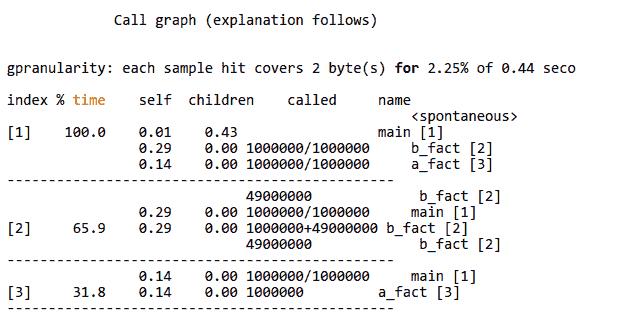 Call graph (explanation follows)
gpranularity: each sample hit covers 2 byte(s) for 2.25% of 0.44 seco
index % time    self  children    called     name
                                                 <spontaneous>
[1]    100.0    0.01    0.43                 main [1]
                0.29    0.00 1000000/1000000     b_fact [2]
                0.14    0.00 1000000/1000000     a_fact [3]
-----------------------------------------------
                             49000000             b_fact [2]
                0.29    0.00 1000000/1000000     main [1]
[2]     65.9    0.29    0.00 1000000+49000000 b_fact [2]
                             49000000             b_fact [2]
-----------------------------------------------
                0.14    0.00 1000000/1000000     main [1]
[3]     31.8    0.14    0.00 1000000         a_fact [3]
-----------------------------------------------